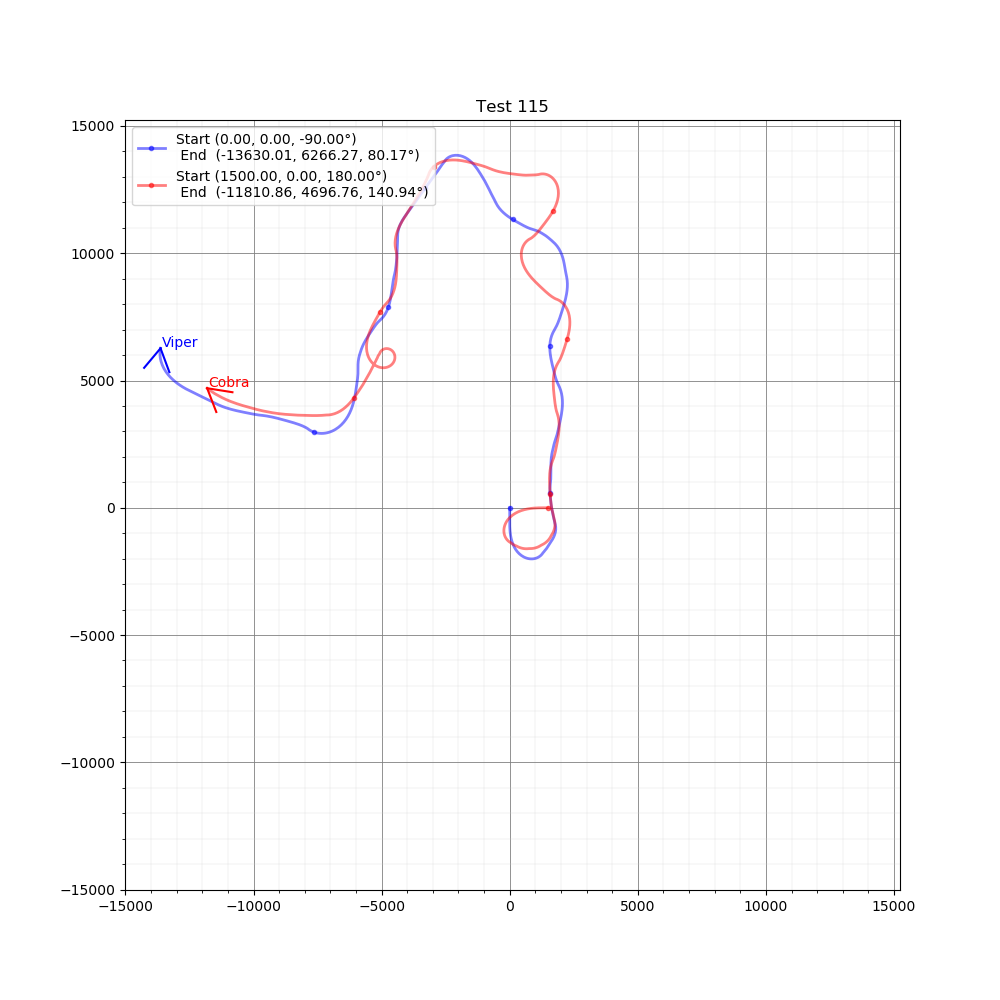 Test 115
Start (0.00, 0.00, -90.00°)
End (-13630.01, 6266.27, 80.17°)
Start (1500.00, 0.00, 180.00°)
End (-11810.86, 4696.76, 140.94°)
15000
10000
5000
0
−5000
−10000
−15000
Viper
Cobra
−15000 −10000 −5000 0 5000 10000 15000